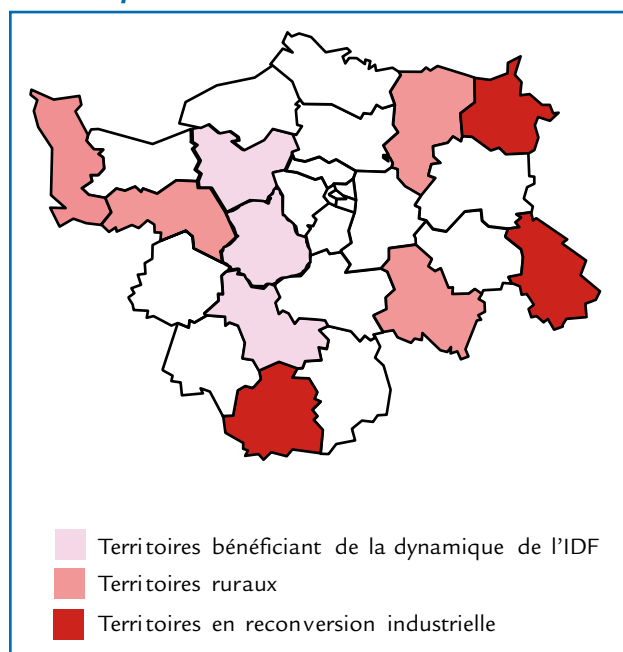 Territoires bénéficiant de la dynamique de l'IDF
Territoires ruraux
Territoires en reconversion industrielle